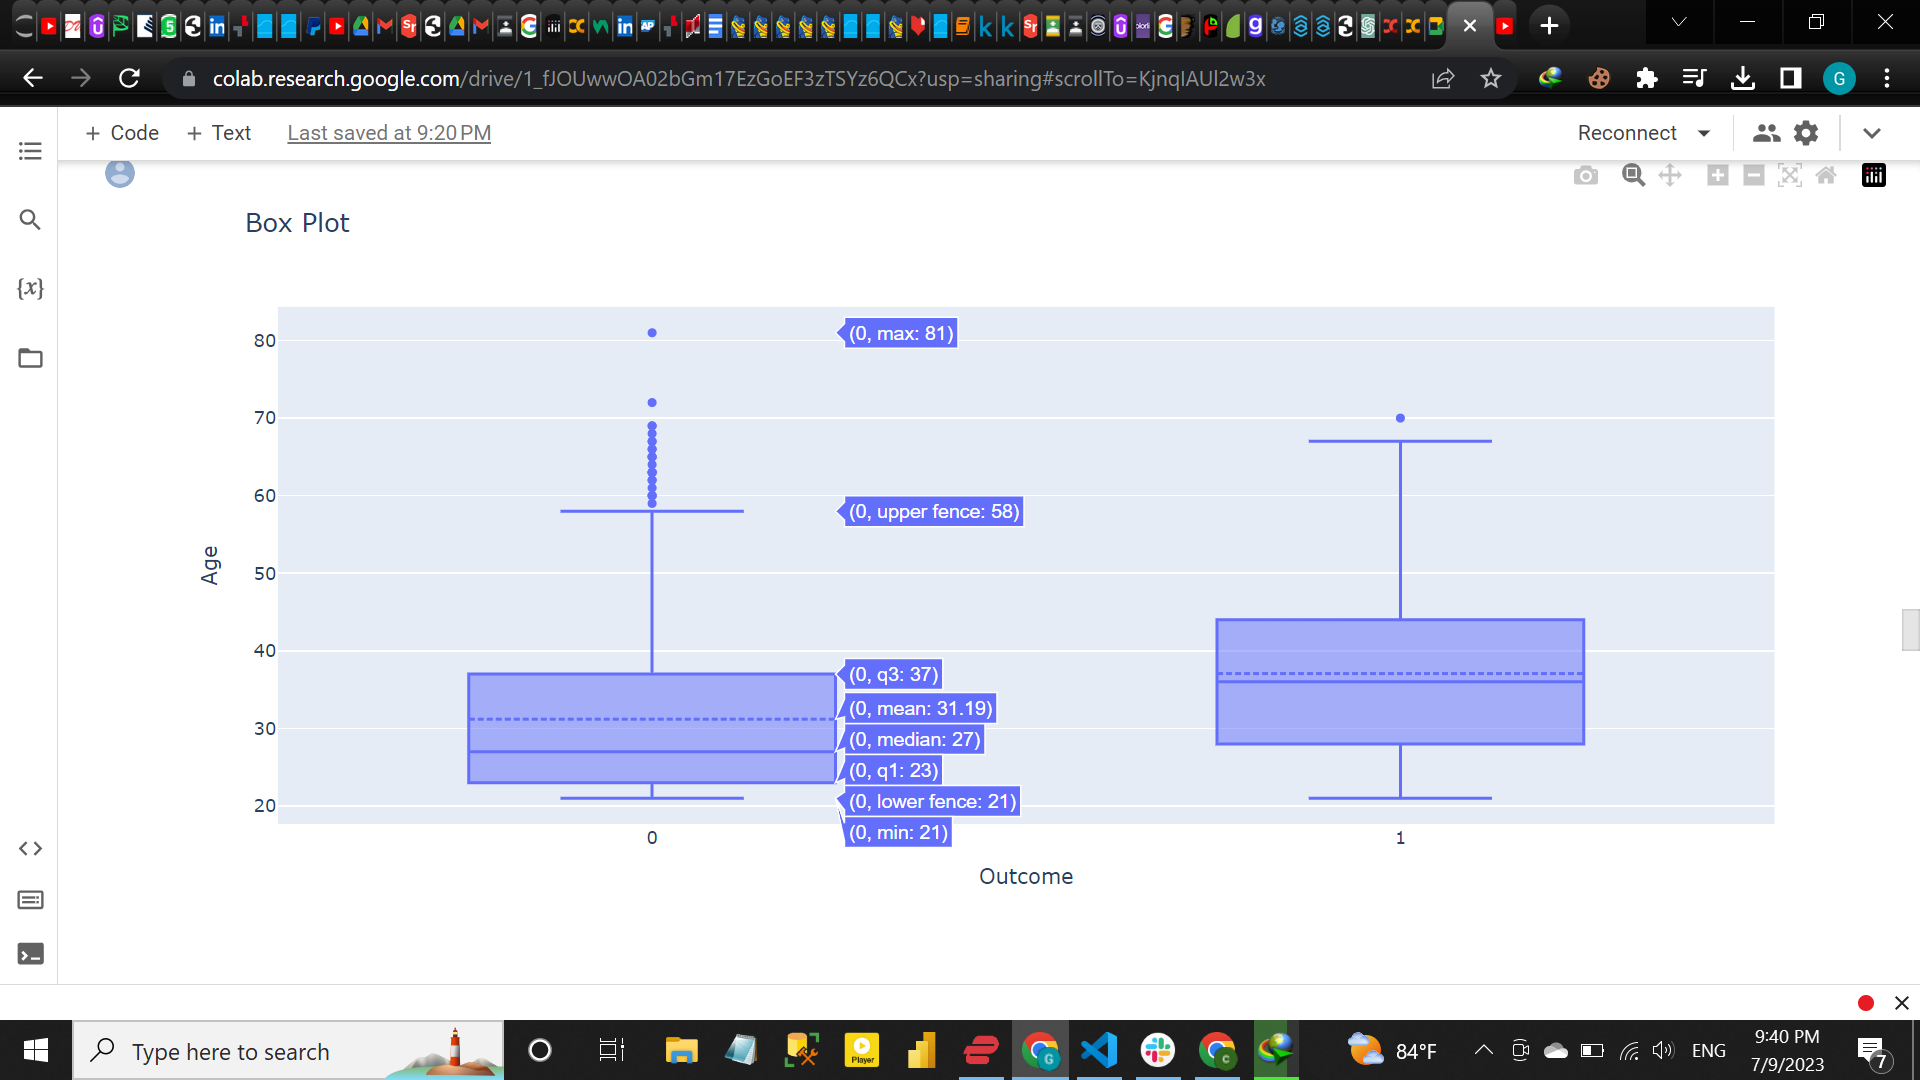 colab.research.google.com/drive/1_fJOUwwOA02bGm17EzGoEF3zTSYz6QCx?usp=sharing#scrollTo=KjnqIAUl2w3x
G
+ Code + Text Last saved at 9:20 PM
Reconnect
{x}
Box Plot
80
70
60
50
40
30
20
Age
(0, max: 81)
(0, upper fence: 58)
(0, q3: 37)
(0, mean: 31.19)
(0, median: 27)
(0, q1: 23)
(0, lower fence: 21)
(0, min: 21)
0
1
Outcome
Type here to search
Player
G
C
84°F
ENG
9:40 PM
7/9/2023
7